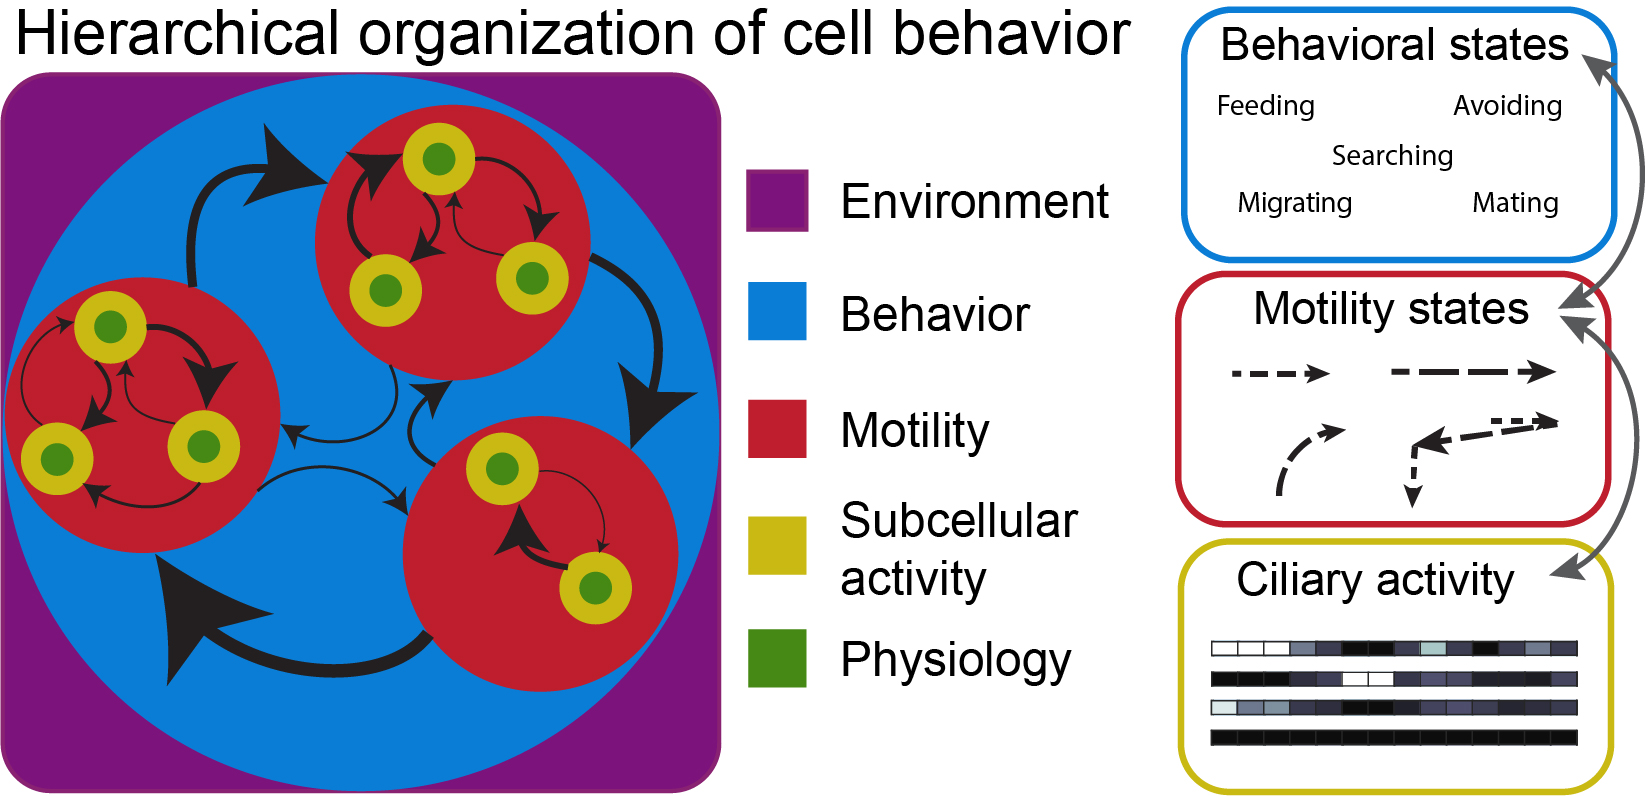 Hierarchical organization of cell behavior
Environment
Behavior
Motility
Subcellular
activity
Physiology
Behavioral states
Feeding
Avoiding
Searching
Migrating
Mating
Motility states
Ciliary activity